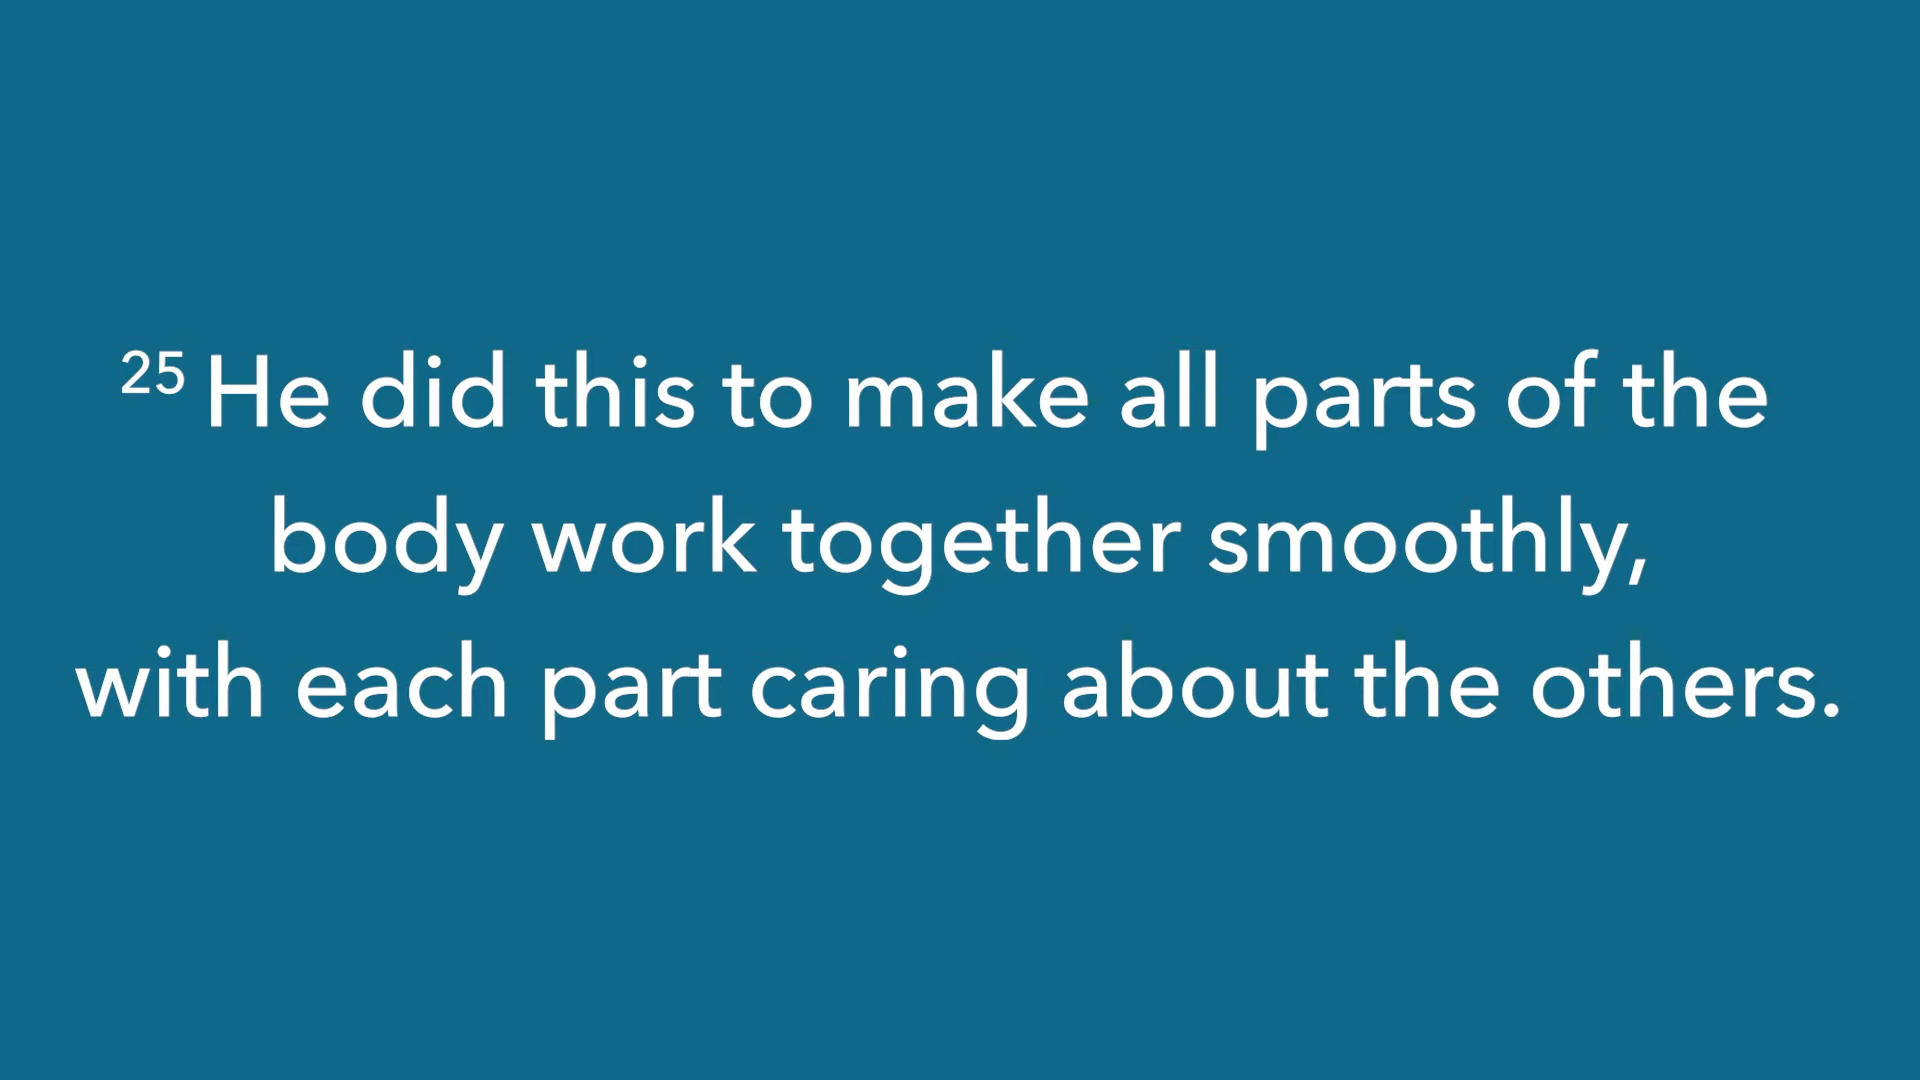 25 He did this to make all parts of the
body work together smoothly,
with each part caring about the others.